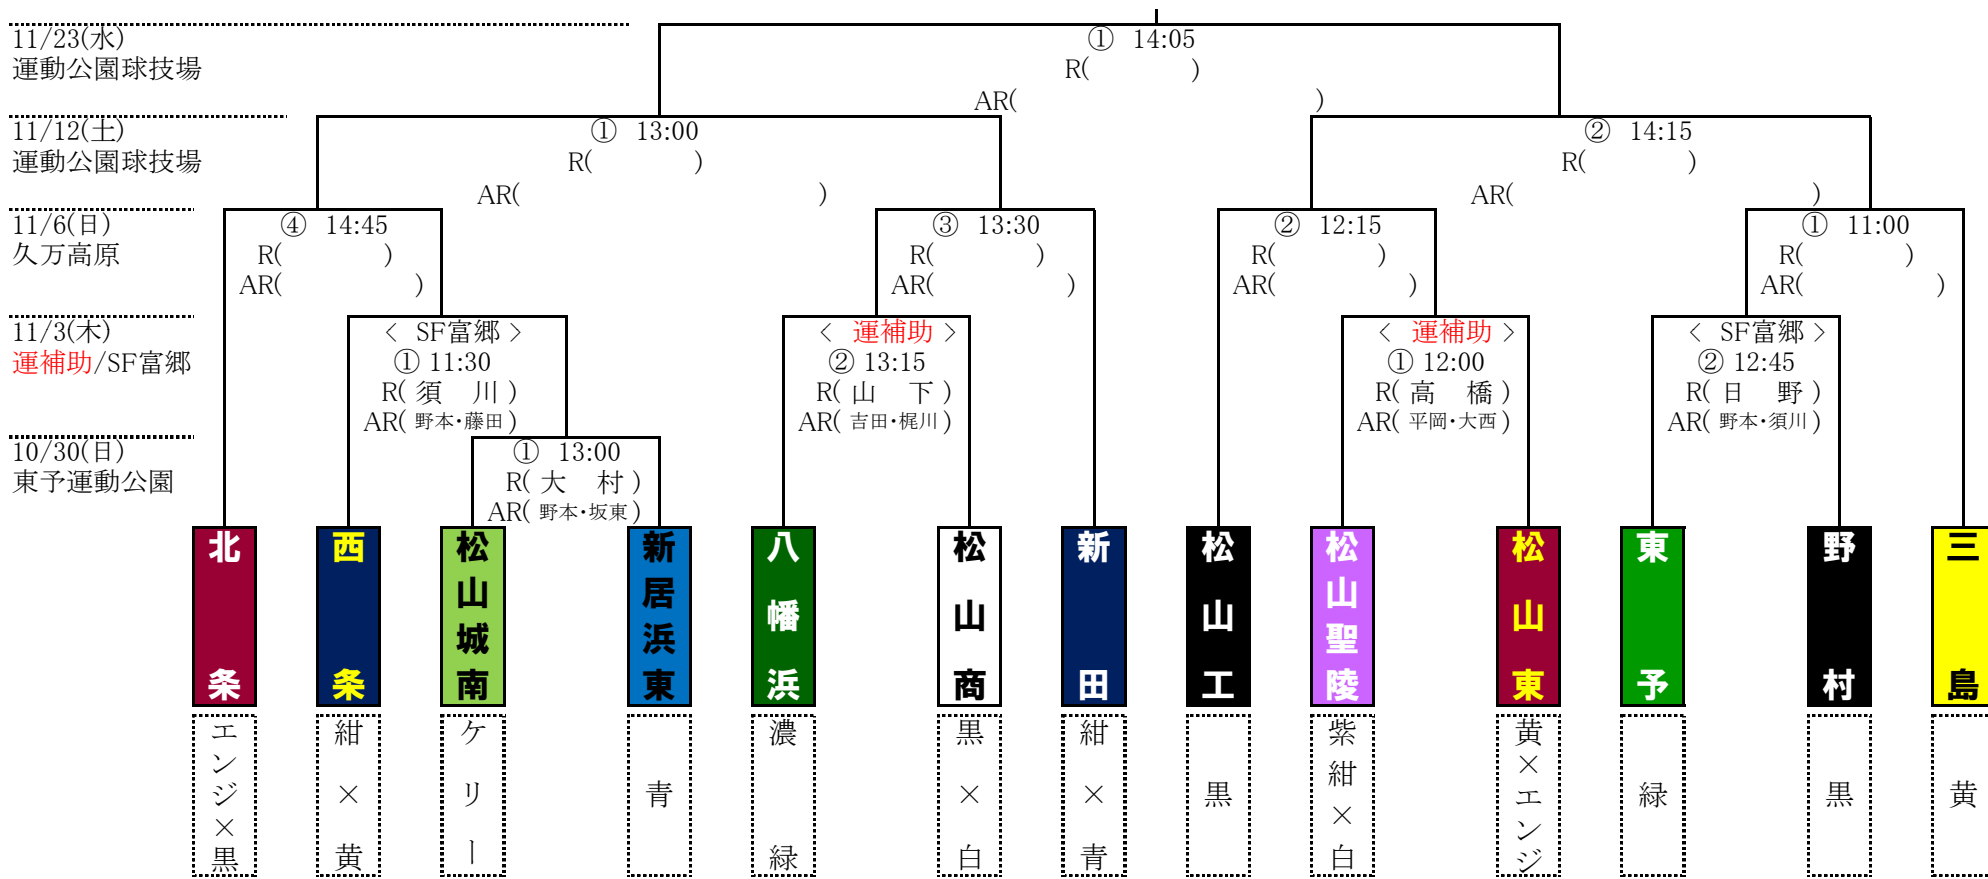 11/23(水)
運動公園球技場
① 14:05
R( )
AR( )
11/12(土)
運動公園球技場
① 13:00
R( )
AR( )
② 14:15
R( )
AR( )
11/6(日)
久万高原
④ 14:45
R( )
AR( )
③ 13:30
R( )
AR( )
② 12:15
R( )
AR( )
① 11:00
R( )
AR( )
11/3(木)
運補助/SF富郷
< SF富郷 >
① 11:30
R( 須 川 )
AR( 野本・藤田 )
< 運補助 >
② 13:15
R( 山 下 )
AR( 吉田・梶川 )
< 運補助 >
① 12:00
R( 高 橋 )
AR( 平岡・大西 )
< SF富郷 >
② 12:45
R( 日 野 )
AR( 野本・須川 )
10/30(日)
東予運動公園
① 13:00
R( 大 村 )
AR( 野本・坂東 )
北条
西条
松山城南
新居浜東
八幡浜
松山商
新田
松山工
松山聖陵
松山東
東予
野村
三島
エンジ×黒
紺×黄
ケリー
青
濃緑
黒×白
紺×青
黒
紫紺×白
黄×エンジ
緑
黒
黄